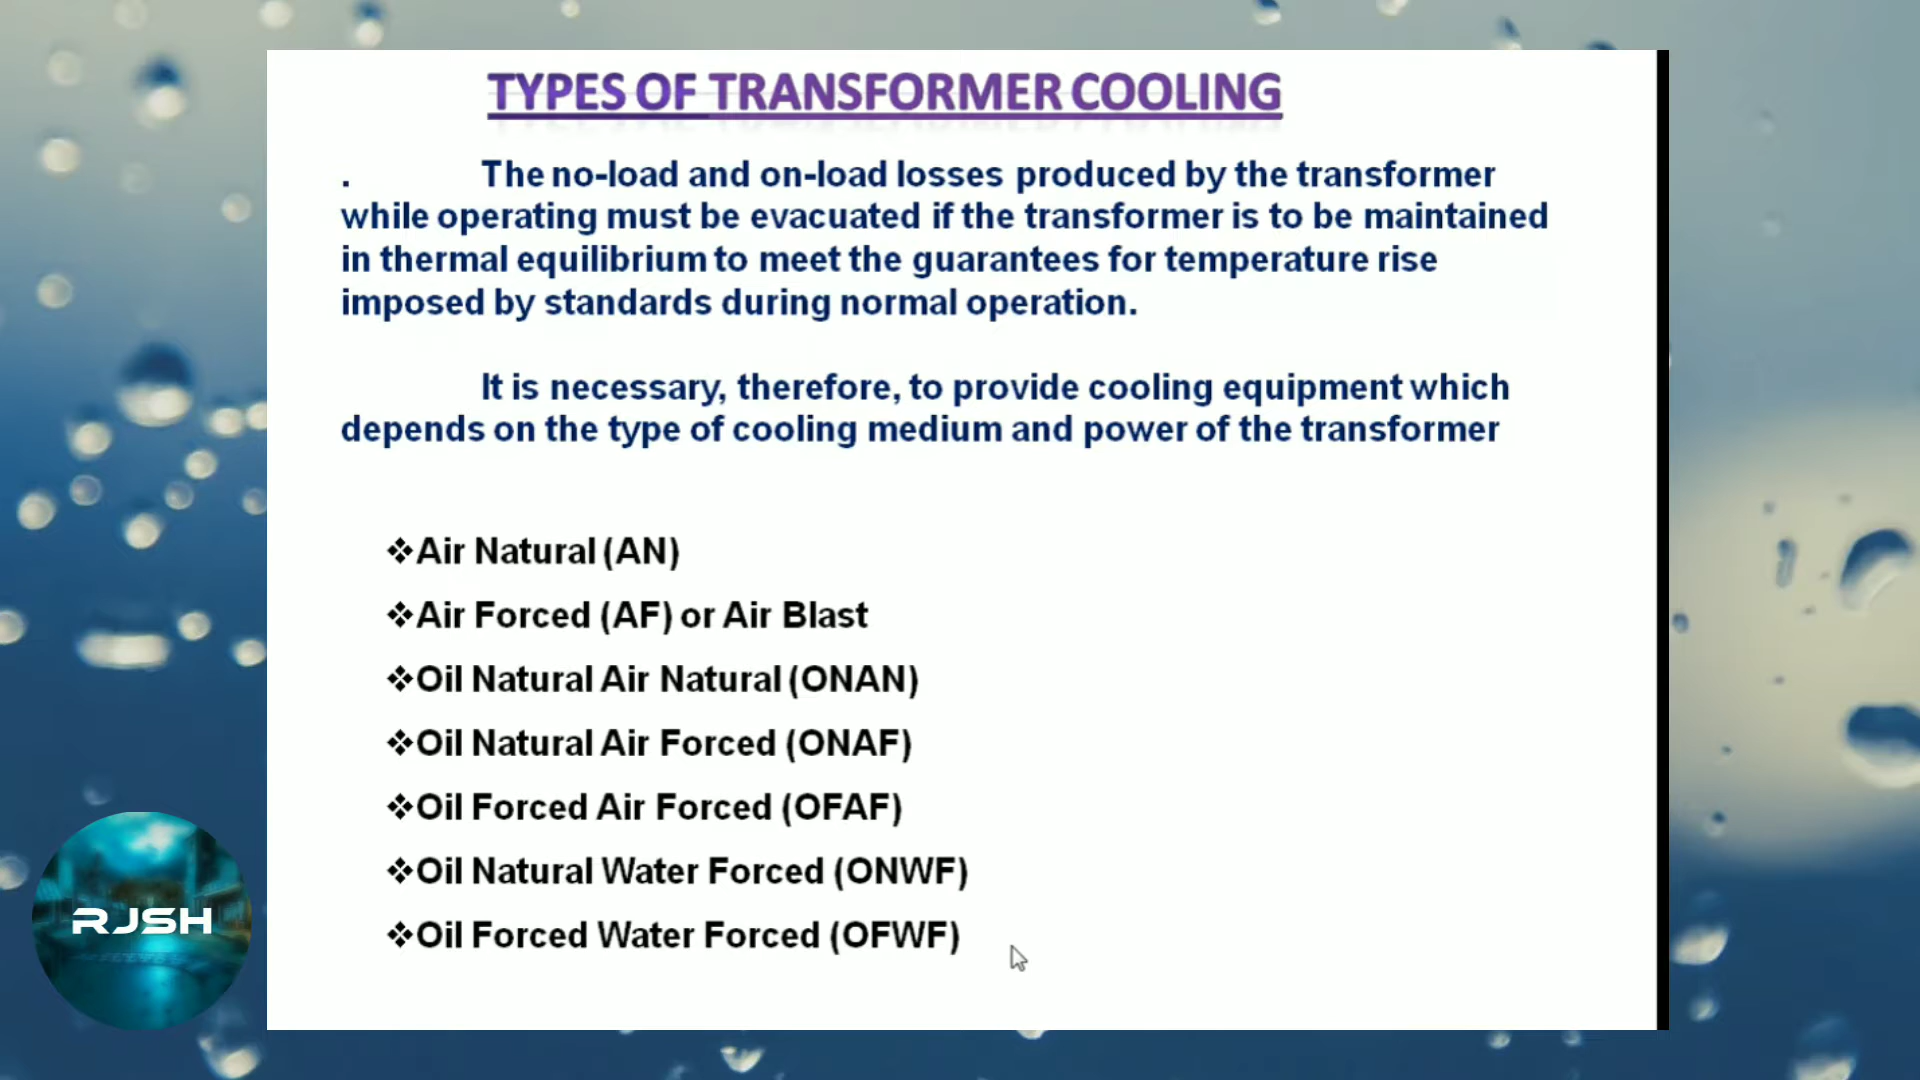 TYPES OF TRANSFORMER COOLING
. The no-load and on-load losses produced by the transformer
while operating must be evacuated if the transformer is to be maintained
in thermal equilibrium to meet the guarantees for temperature rise
imposed by standards during normal operation.
It is necessary, therefore, to provide cooling equipment which
depends on the type of cooling medium and power of the transformer
❖Air Natural (AN)
❖Air Forced (AF) or Air Blast
❖Oil Natural Air Natural (ONAN)
❖Oil Natural Air Forced (ONAF)
❖Oil Forced Air Forced (OFAF)
❖Oil Natural Water Forced (ONWF)
❖Oil Forced Water Forced (OFWF)
RJSH